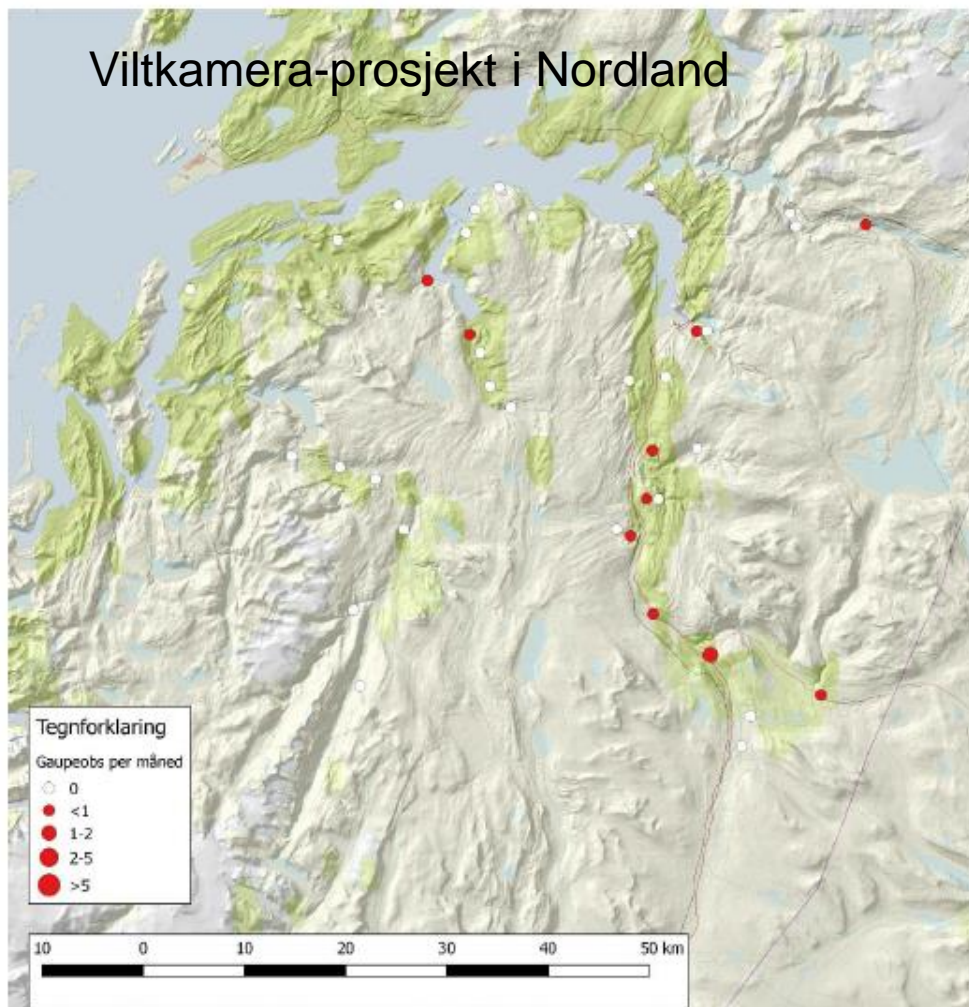 Viltkamera-prosjekt i Nordland
Tegnforklaring
Gaupeobs per måned
0
<1
1-2
2-5
>5
10 0 10 20 30 40 50 km